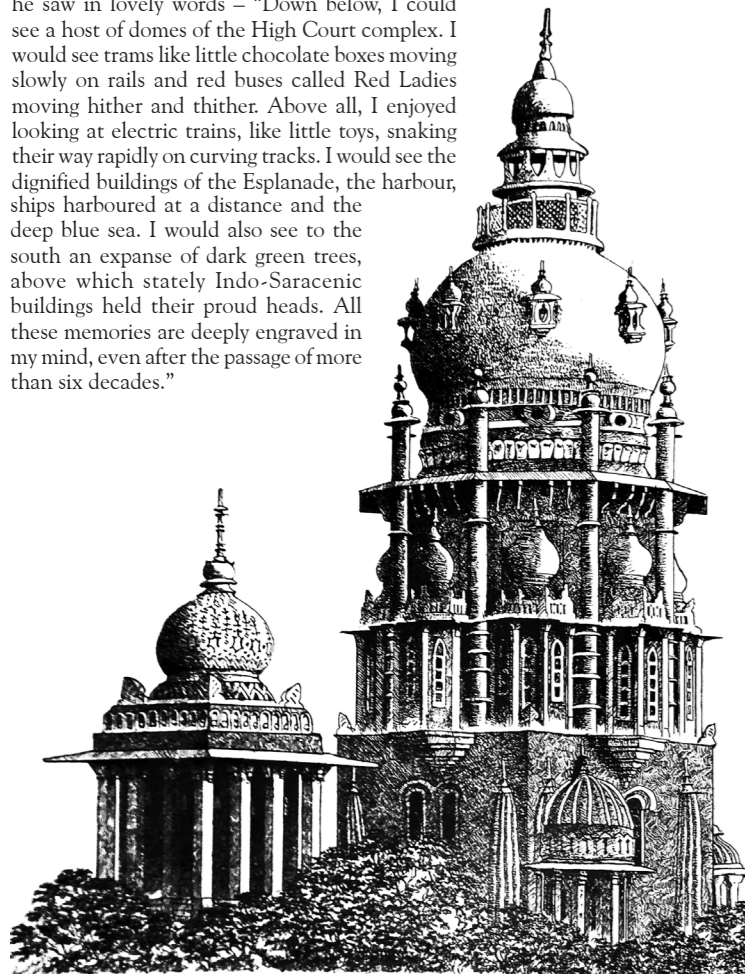 he saw in lovely words – “Down below, I could
see a host of domes of the High Court complex. I
would see trams like little chocolate boxes moving
slowly on rails and red buses called Red Ladies
moving hither and thither. Above all, I enjoyed
looking at electric trains, like little toys, snaking
their way rapidly on curving tracks. I would see the
dignified buildings of the Esplanade, the harbour,
ships harboured at a distance and the
deep blue sea. I would also see to the
south an expanse of dark green trees,
above which stately Indo-Saracenic
buildings held their proud heads. All
these memories are deeply engraved in
my mind, even after the passage of more
than six decades.”